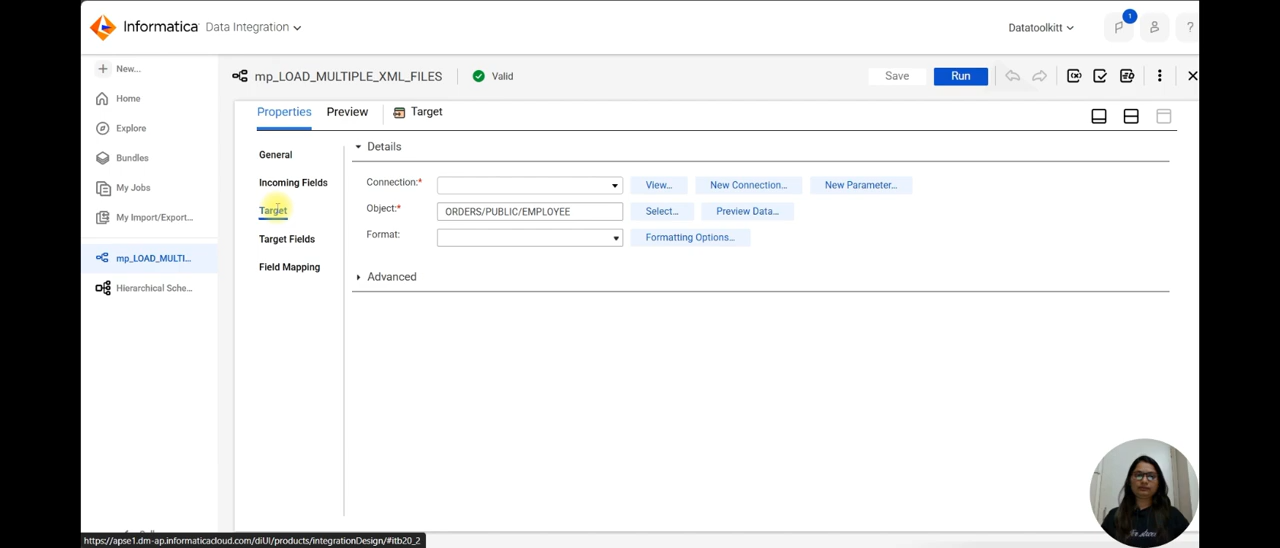 Informatica Data Integration
Datatoolkitt
1
?
New...
Home
Explore
Bundles
My Jobs
My Import/Export...
mp_LOAD_MULTI...
Hierarchical Sche...
mp_LOAD_MULTIPLE_XML_FILES
Valid
Save
Run
Properties
Preview
Target
General
Incoming Fields
Target
Target Fields
Field Mapping
Details
Connection:*
View...
New Connection...
New Parameter...
Object:*
ORDERS/PUBLIC/EMPLOYEE
Select...
Preview Data...
Format:
Formatting Options...
Advanced
https://apse1.dm-ap.informaticacloud.com/diUI/products/integrationDesign/#itb20_2